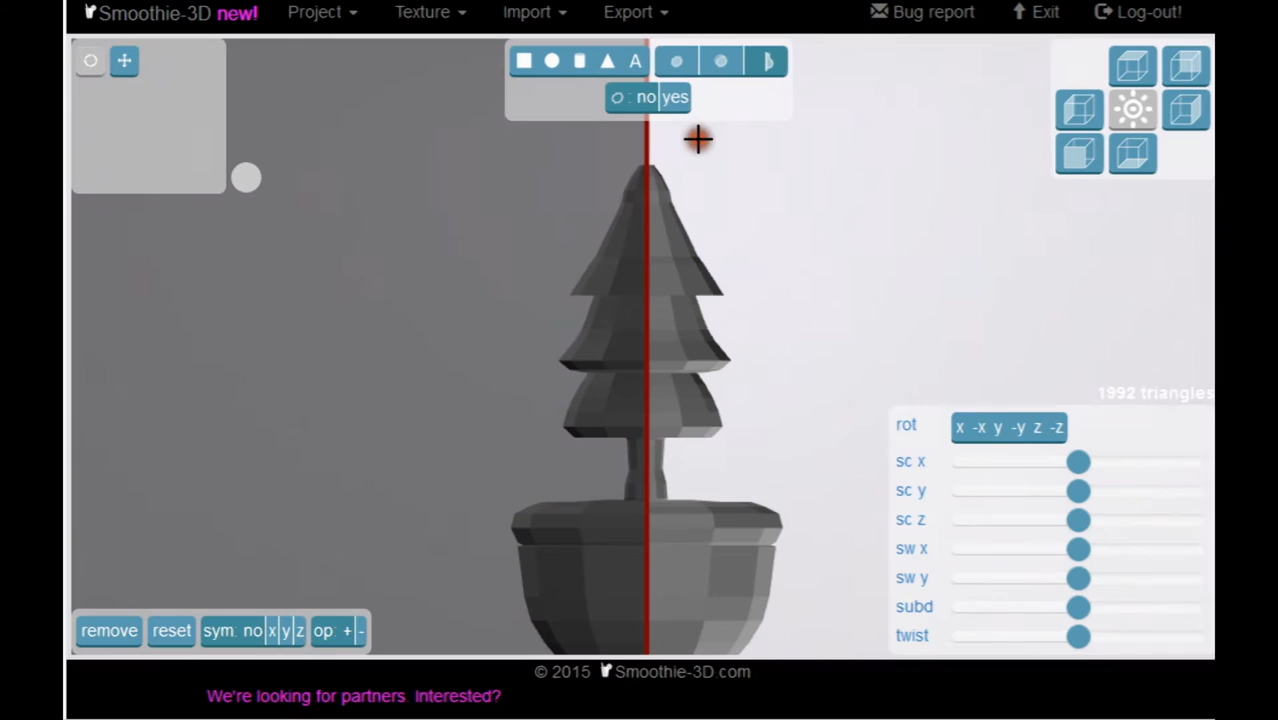 Smoothie-3D new! Project Texture Import Export Bug report Exit Log-out!
A
: no yes
1992 triangles
rot x -x y -y z -z
sc x
sc y
sc z
sw x
sw y
subd
twist
remove reset sym: no x y z op: + -
© 2015 Smoothie-3D.com
We're looking for partners. Interested?